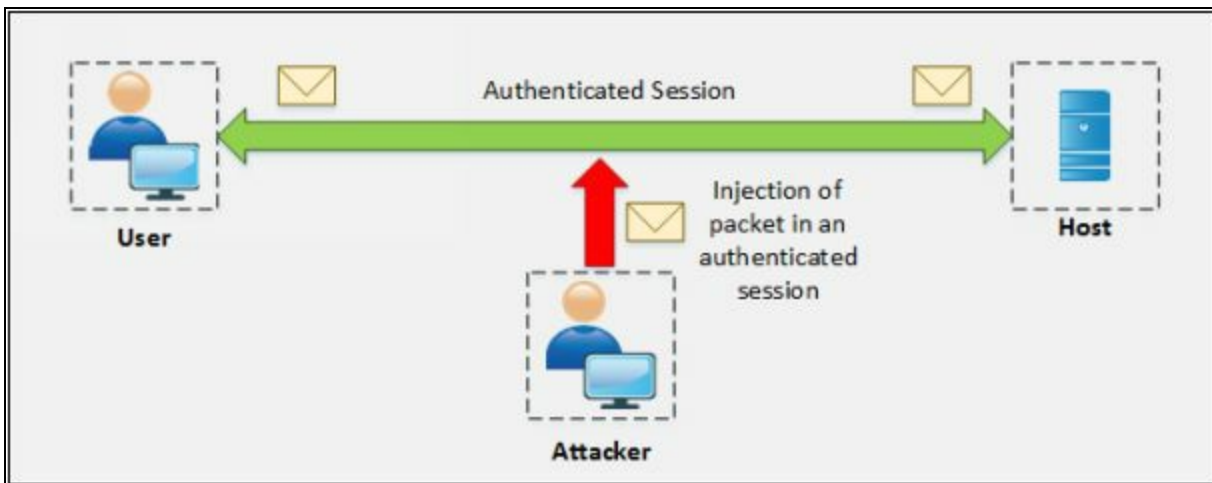 Authenticated Session
User
Host
Injection of
packet in an
authenticated
session
Attacker